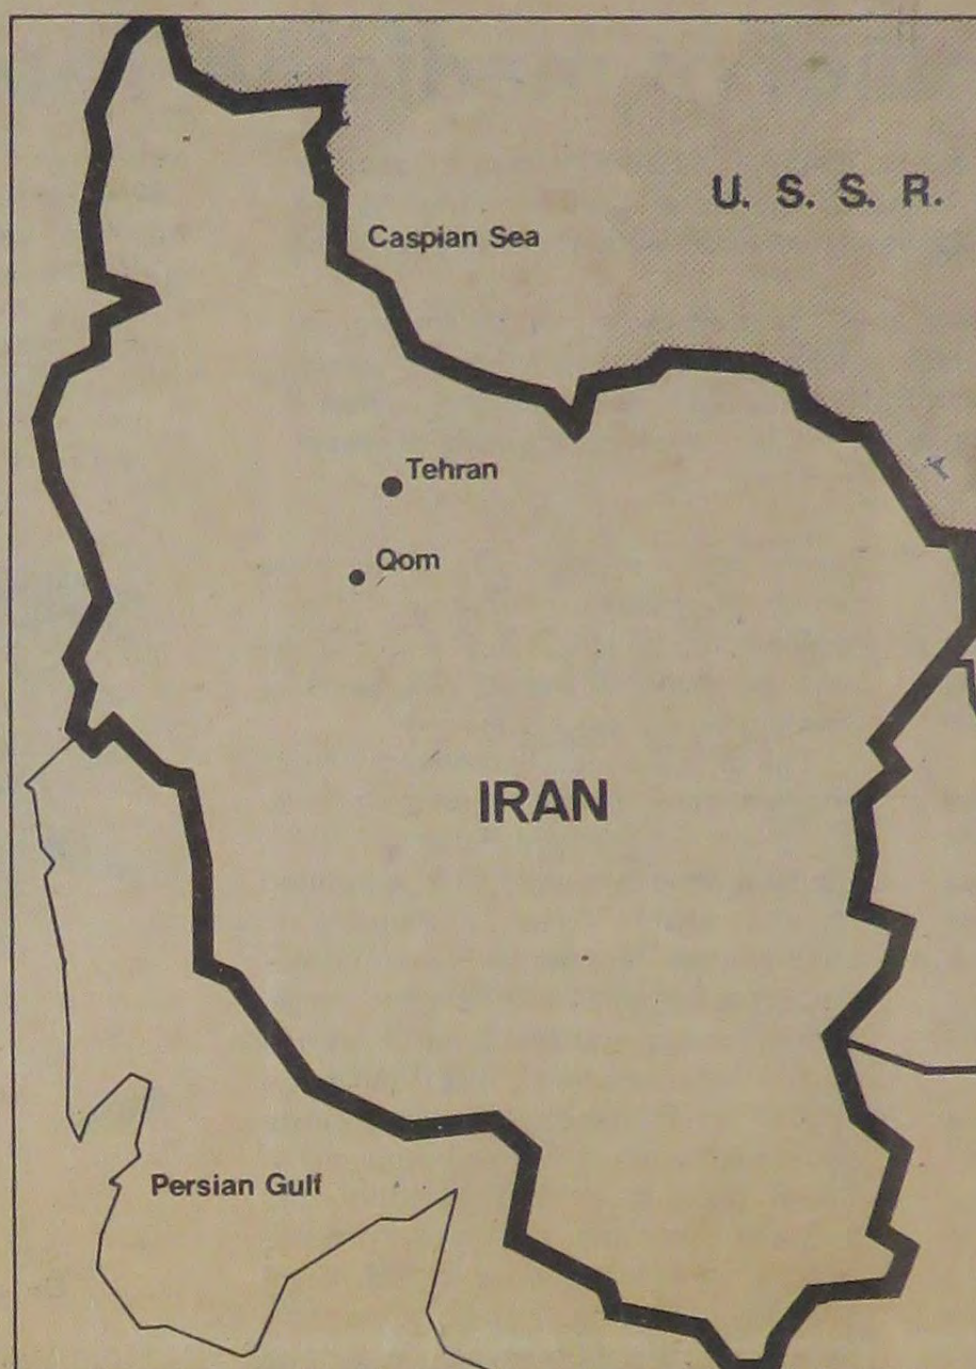 U. S. S. R.
Caspian Sea
Tehran
Qom
IRAN
Persian Gulf